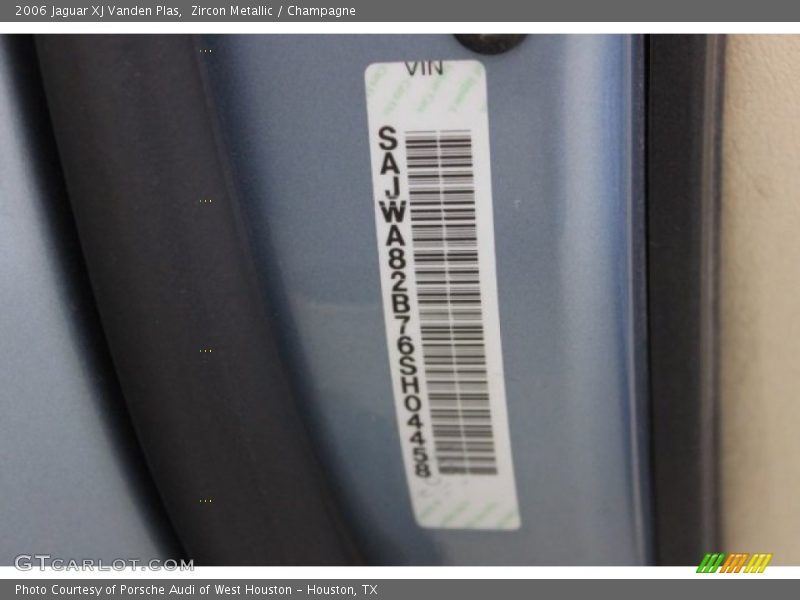 2006 Jaguar XJ Vanden Plas,  Zircon Metallic / Champagne
VIN
SAJWA82B76SH04458
GTCARLOT.COM
Photo Courtesy of Porsche Audi of West Houston - Houston, TX